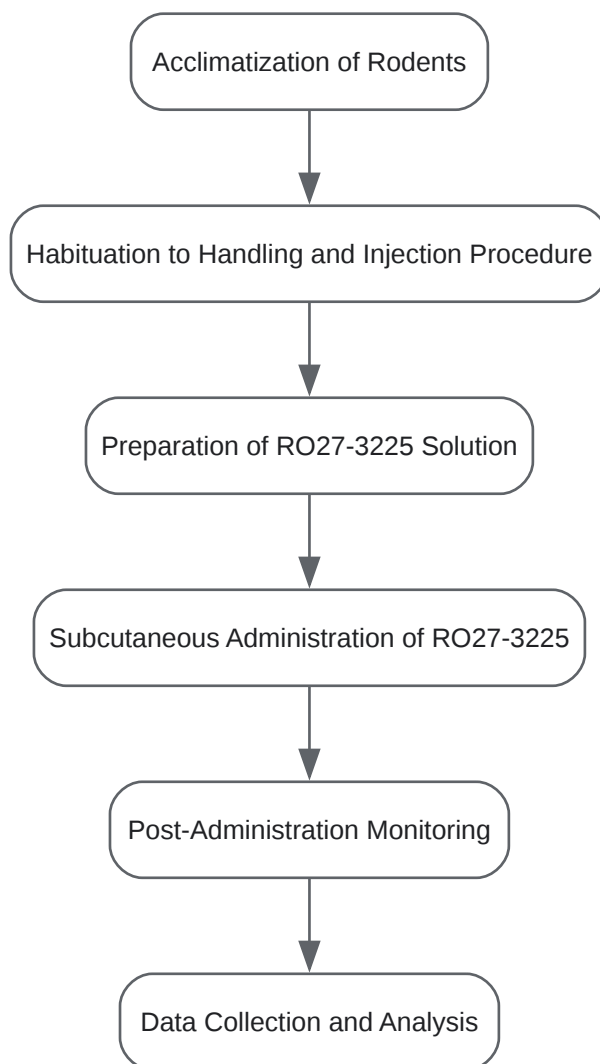 Acclimatization of Rodents
Habituation to Handling and Injection Procedure
Preparation of RO27-3225 Solution
Subcutaneous Administration of RO27-3225
Post-Administration Monitoring
Data Collection and Analysis